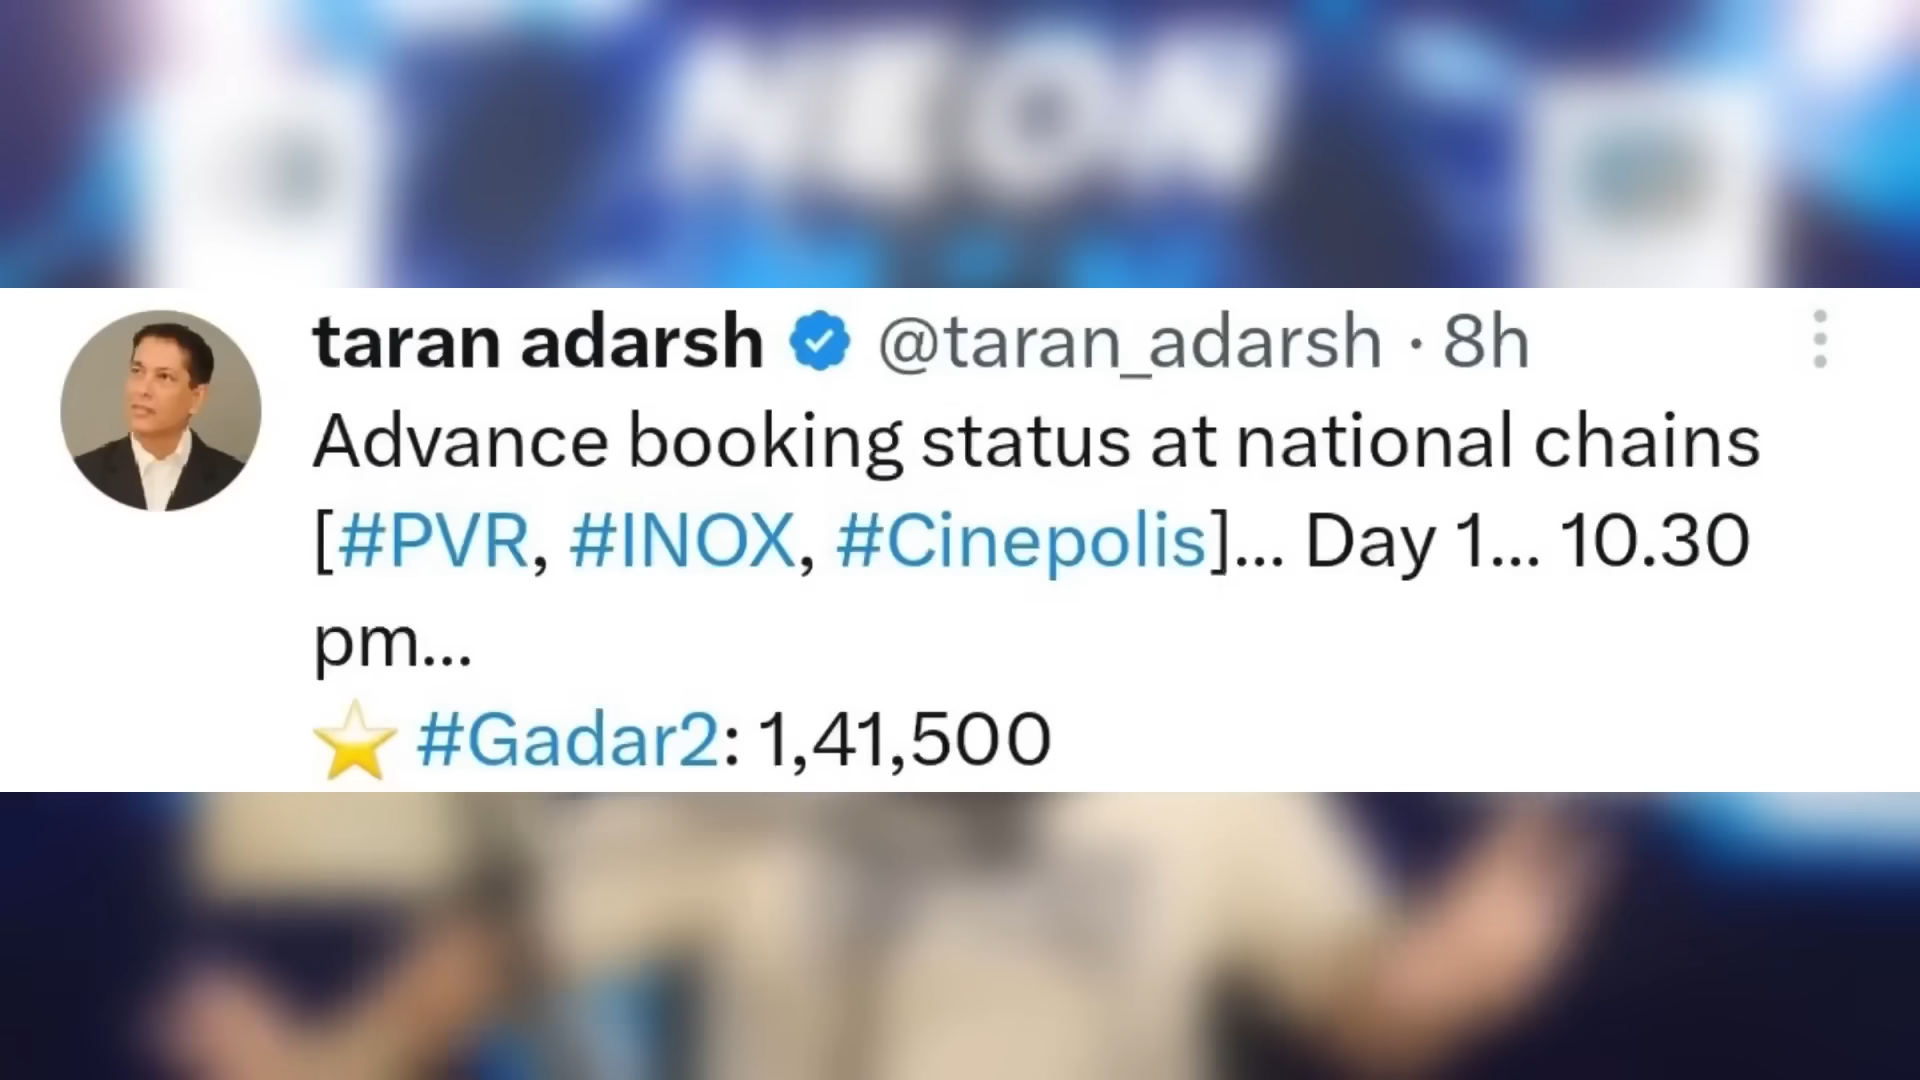 NEON
taran adarsh @taran_adarsh · 8h
Advance booking status at national chains
[#PVR, #INOX, #Cinepolis]... Day 1... 10.30
pm...
⭐ #Gadar2: 1,41,500